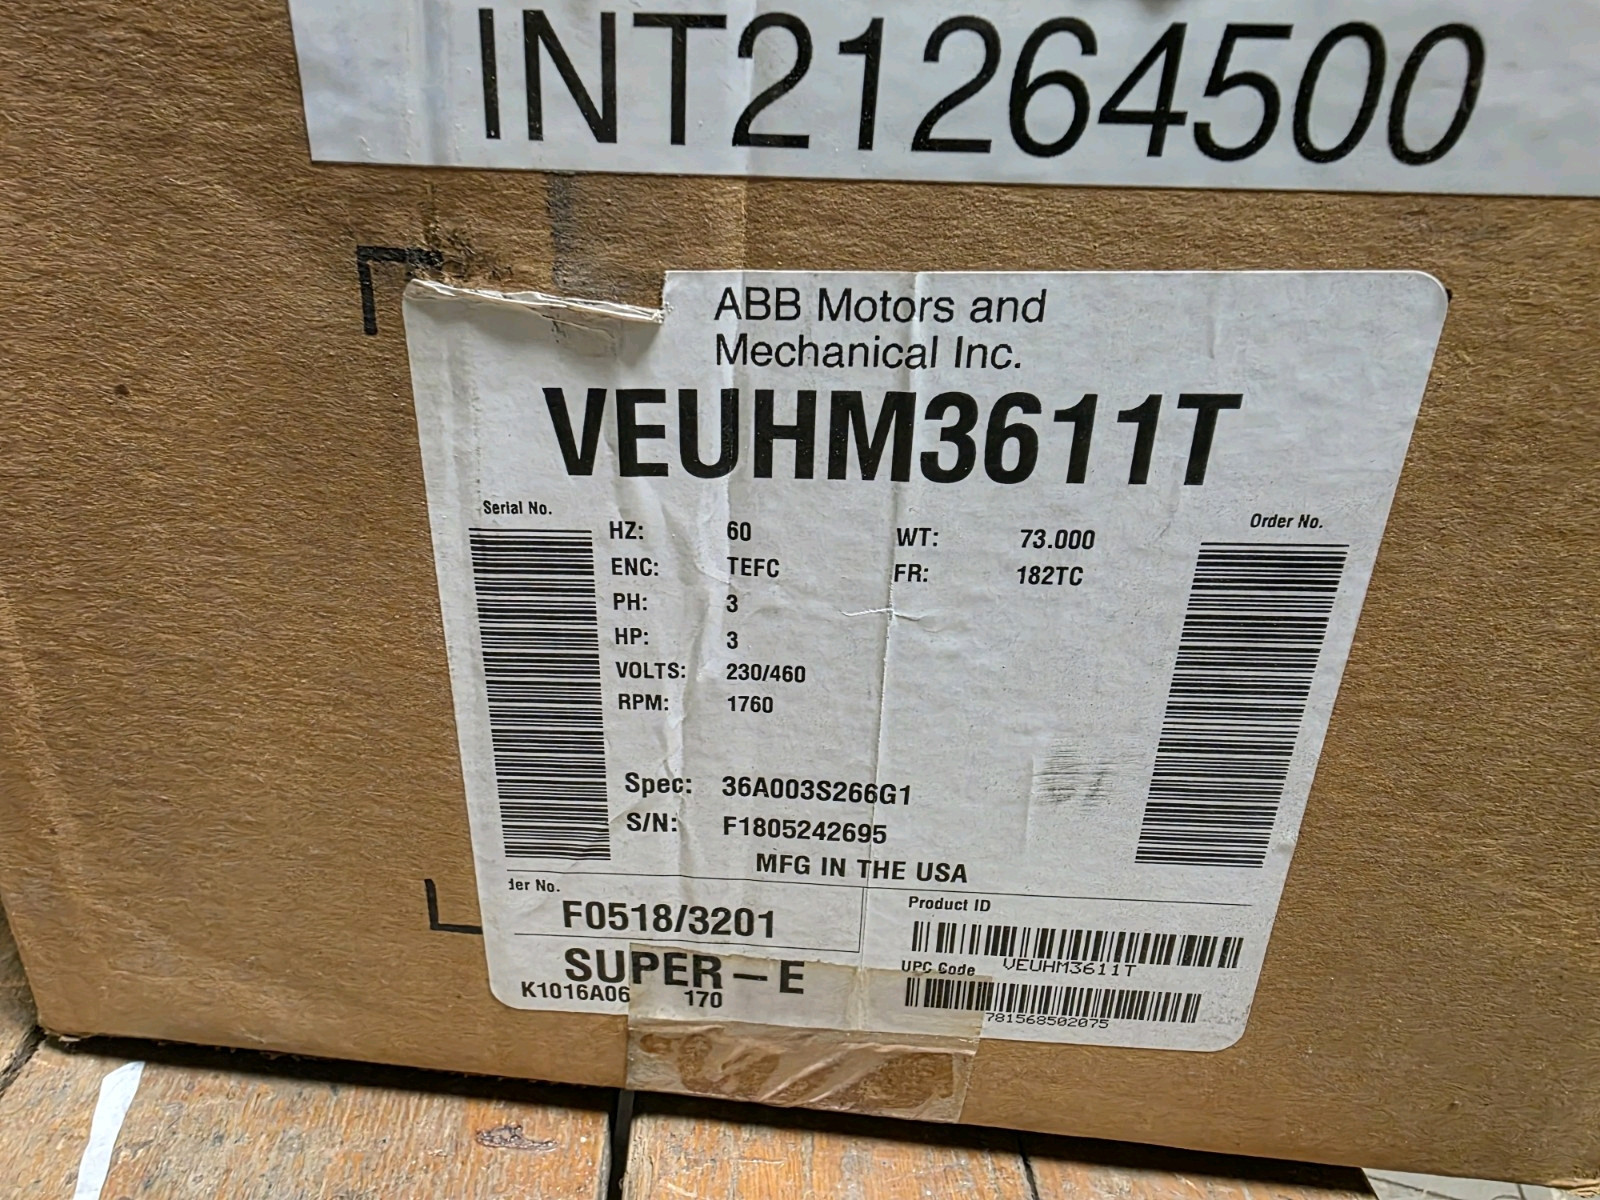 INT21264500
ABB Motors and
Mechanical Inc.
VEUHM3611T
Serial No.
Order No.
HZ: 60 WT: 73.000
ENC: TEFC FR: 182TC
PH: 3
HP: 3
VOLTS: 230/460
RPM: 1760
Spec: 36A003S266G1
S/N: F1805242695
MFG IN THE USA
der No.
F0518/3201
Product ID
VEUHM3611T
SUPER-E
UPC Code
K1016A06 170
781568502075